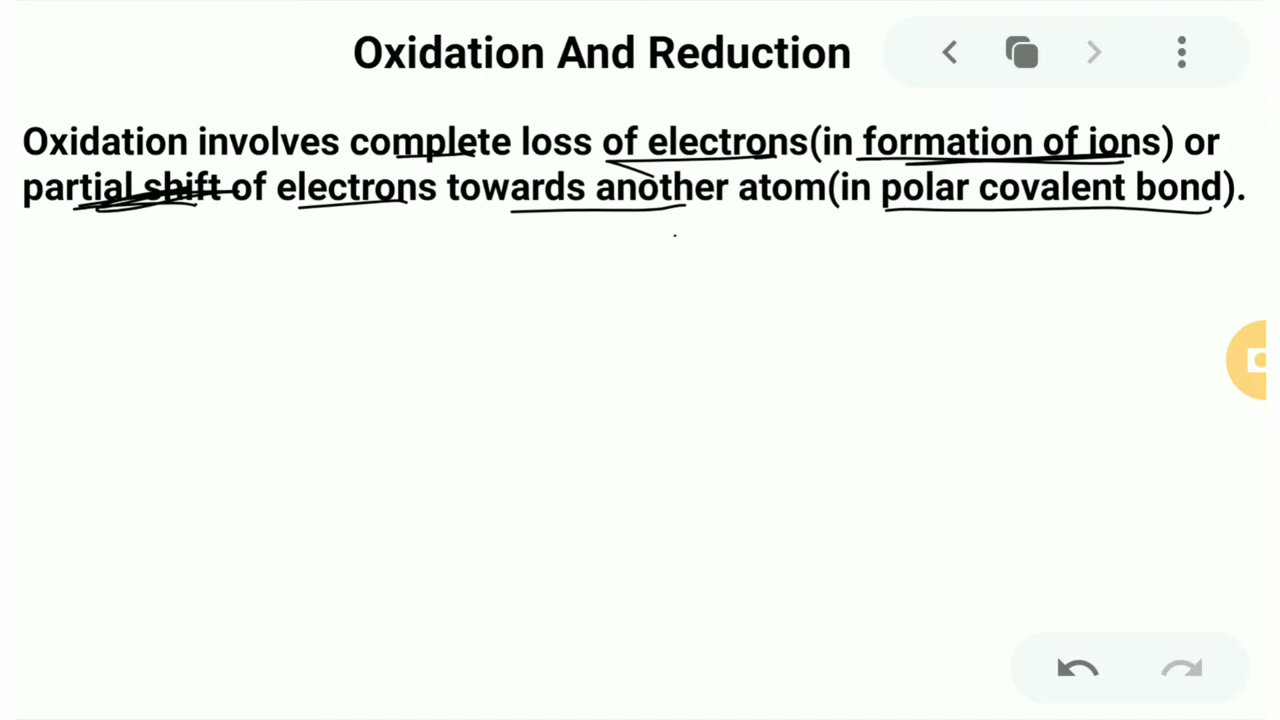 Oxidation And Reduction
Oxidation involves complete loss of electrons(in formation of ions) or
partial shift of electrons towards another atom(in polar covalent bond).